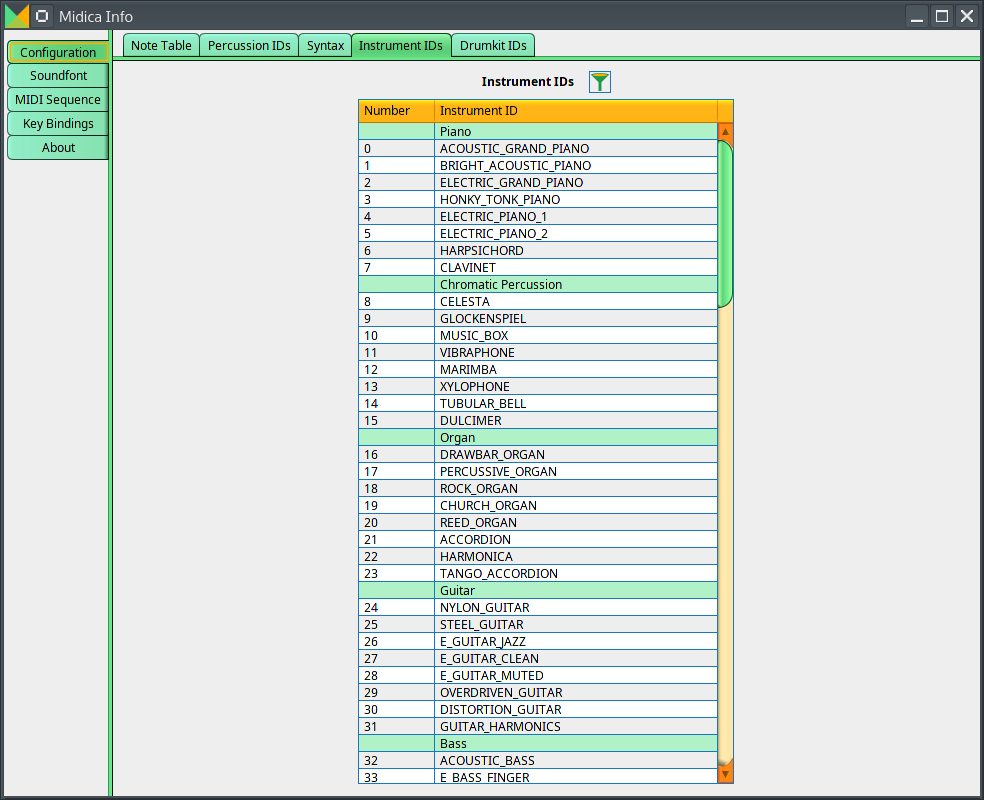 Midica Info
Note Table Percussion IDs Syntax Instrument IDs Drumkit IDs
Configuration
Soundfont
MIDI Sequence
Key Bindings
About
Instrument IDs
Number Instrument ID
Piano
0 ACOUSTIC_GRAND_PIANO
1 BRIGHT_ACOUSTIC_PIANO
2 ELECTRIC_GRAND_PIANO
3 HONKY_TONK_PIANO
4 ELECTRIC_PIANO_1
5 ELECTRIC_PIANO_2
6 HARPSICHORD
7 CLAVINET
Chromatic Percussion
8 CELESTA
9 GLOCKENSPIEL
10 MUSIC_BOX
11 VIBRAPHONE
12 MARIMBA
13 XYLOPHONE
14 TUBULAR_BELL
15 DULCIMER
Organ
16 DRAWBAR_ORGAN
17 PERCUSSIVE_ORGAN
18 ROCK_ORGAN
19 CHURCH_ORGAN
20 REED_ORGAN
21 ACCORDION
22 HARMONICA
23 TANGO_ACCORDION
Guitar
24 NYLON_GUITAR
25 STEEL_GUITAR
26 E_GUITAR_JAZZ
27 E_GUITAR_CLEAN
28 E_GUITAR_MUTED
29 OVERDRIVEN_GUITAR
30 DISTORTION_GUITAR
31 GUITAR_HARMONICS
Bass
32 ACOUSTIC_BASS
33 E_BASS_FINGER